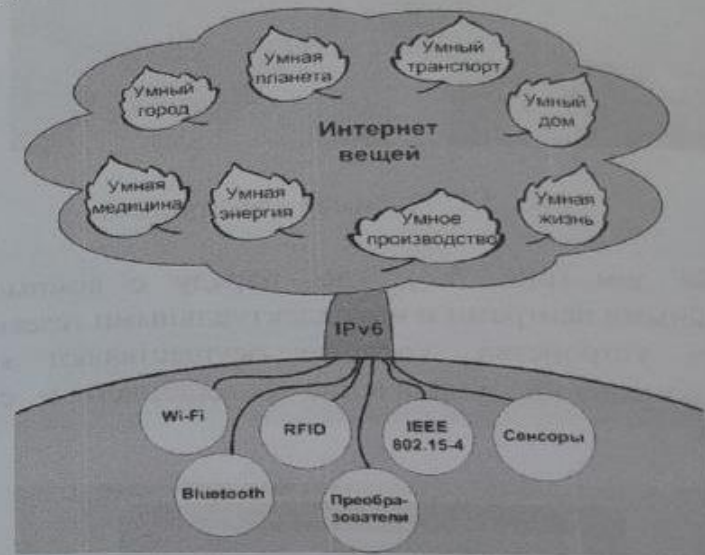 Умная
планета
Умный
транспорт
Умный
город
Умный
дом
Интернет
вещей
Умная
медицина
Умная
энергия
Умное
производство
Умная
жизнь
IPv6
Wi-Fi
RFID
IEEE
802.15-4
Сенсоры
Bluetooth
Преобра-
зователи